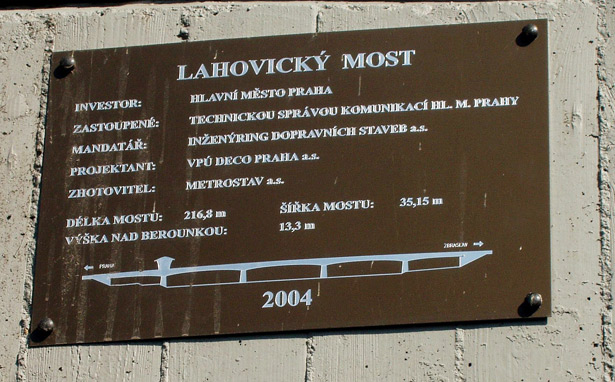 LAHOVICKÝ MOST
INVESTOR: HLAVNÍ MĚSTO PRAHA
ZASTOUPENÉ: TECHNICKOU SPRÁVOU KOMUNIKACÍ HL. M. PRAHY
MANDATÁŘ: INŽENÝRING DOPRAVNÍCH STAVEB a.s.
PROJEKTANT: VPÚ DECO PRAHA a.s.
ZHOTOVITEL: METROSTAV a.s.
DÉLKA MOSTU: 216,8 m ŠÍŘKA MOSTU: 35,15 m
VÝŠKA NAD BEROUNKOU: 13,3 m
← PRAHA ZBRASLAV →
2004